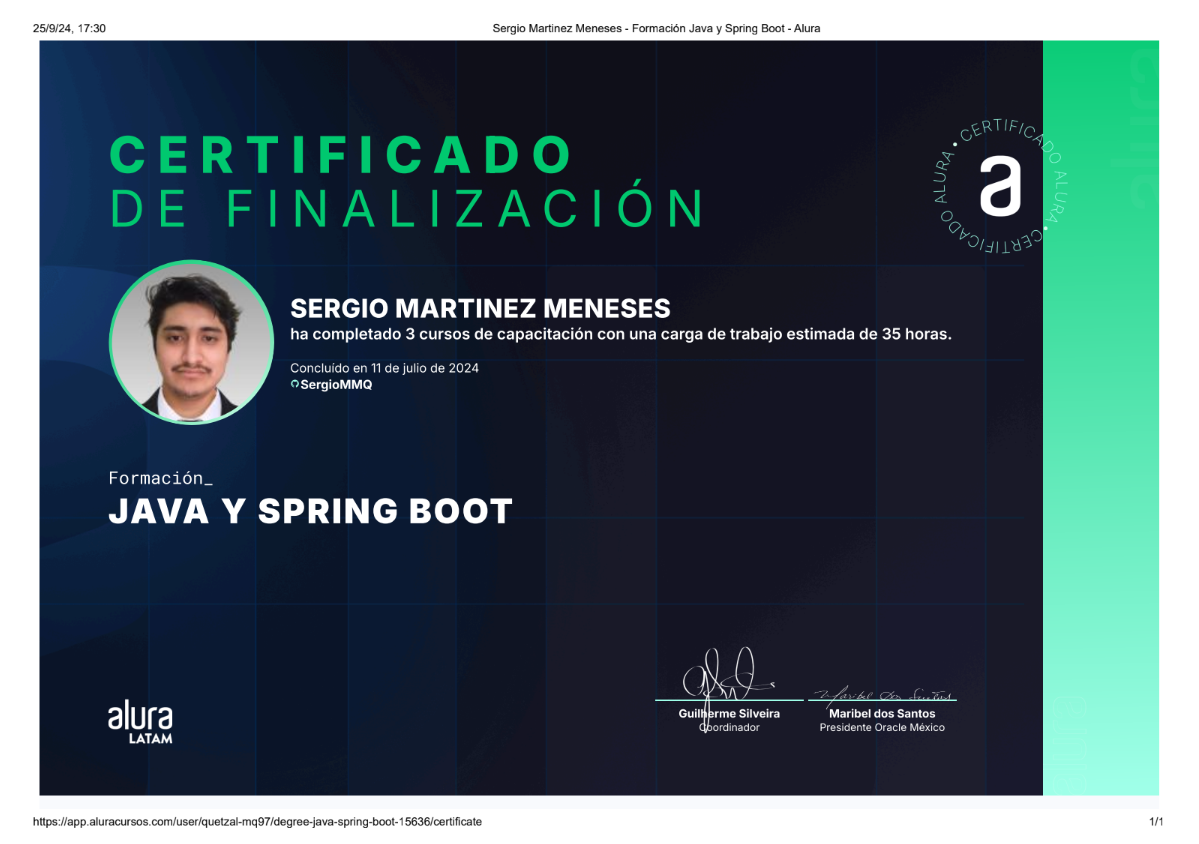 25/9/24, 17:30
Sergio Martinez Meneses - Formación Java y Spring Boot - Alura
CERTIFICADO
DE FINALIZACIÓN
CERTIFICADO ALURA • CERTIFICADO ALURA •
a
SERGIO MARTINEZ MENESES
ha completado 3 cursos de capacitación con una carga de trabajo estimada de 35 horas.
Concluído en 11 de julio de 2024
SergioMMQ
Formación_
JAVA Y SPRING BOOT
Maribel dos Santos
Guilherme Silveira
Coordinador
Maribel dos Santos
Presidente Oracle México
alura
LATAM
alura
https://app.aluracursos.com/user/quetzal-mq97/degree-java-spring-boot-15636/certificate
1/1